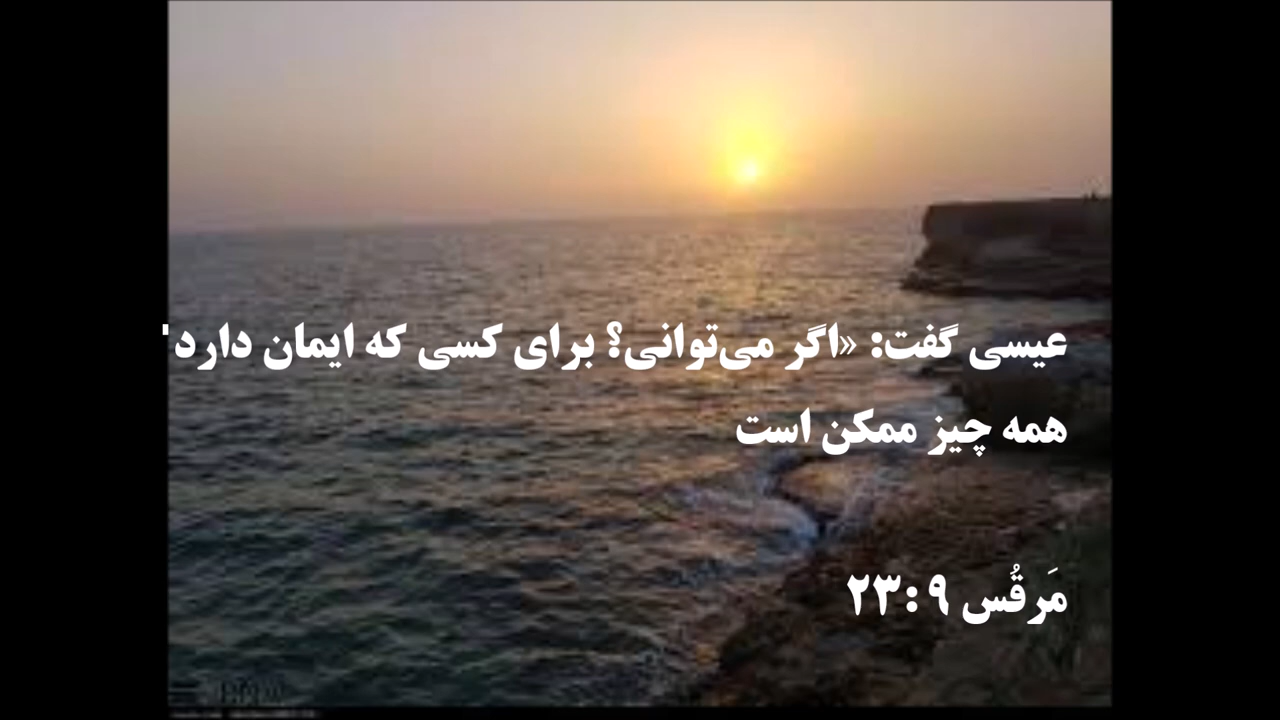 عیسی گفت: «اگر می‌توانی؟ برای کسی که ایمان دارد'
همه چیز ممکن است
مَرقُس ۹:۲۳